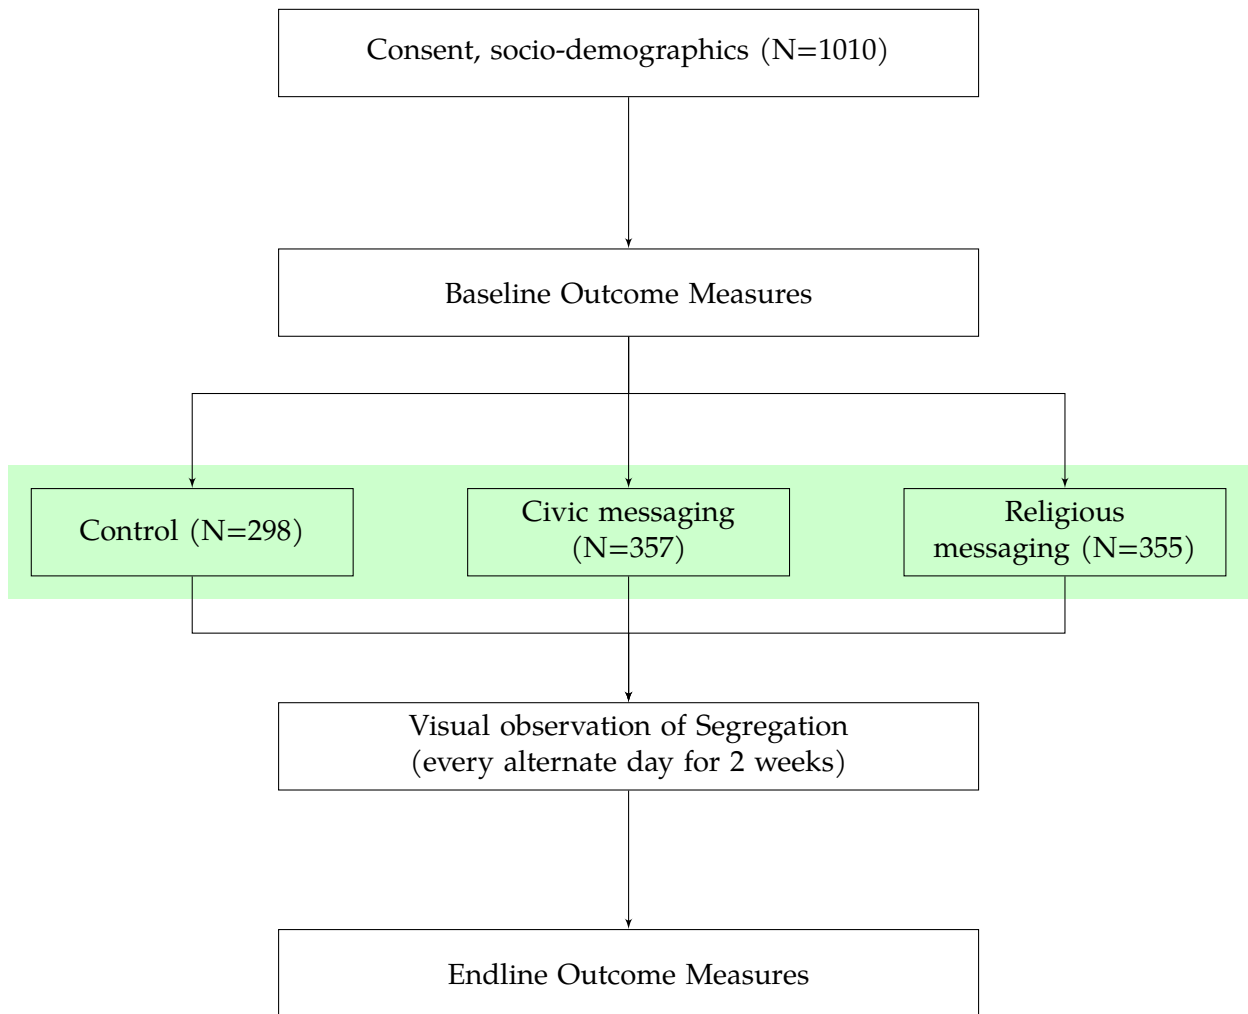 Consent, socio-demographics (N=1010)
Baseline Outcome Measures
Control (N=298)
Civic messaging
(N=357)
Religious
messaging (N=355)
Visual observation of Segregation
(every alternate day for 2 weeks)
Endline Outcome Measures